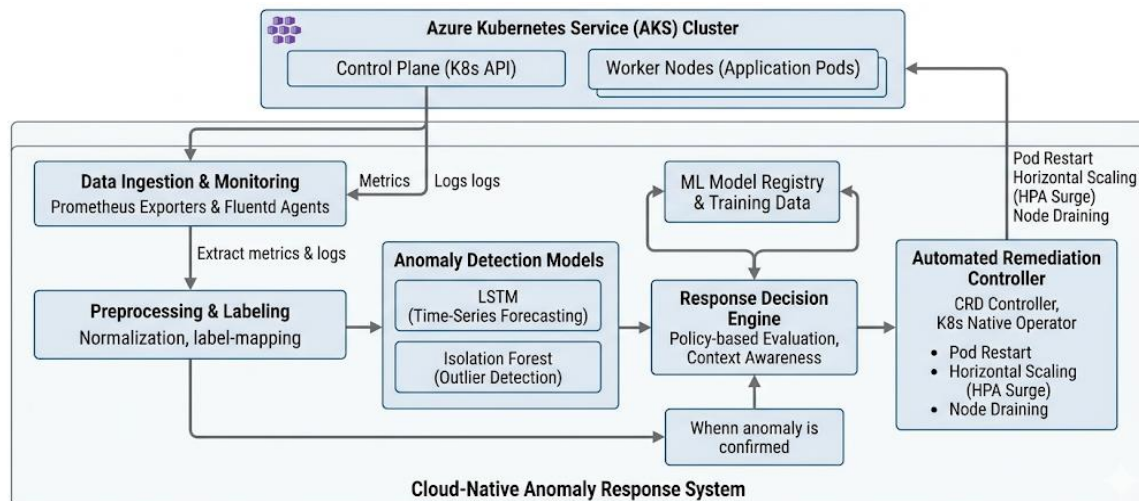 Azure Kubernetes Service (AKS) Cluster
Control Plane (K8s API)
Worker Nodes (Application Pods)
Data Ingestion & Monitoring
Prometheus Exporters & Fluentd Agents
Metrics
Logs logs
ML Model Registry
& Training Data
Pod Restart
Horizontal Scaling
(HPA Surge)
Node Draining
Extract metrics & logs
Preprocessing & Labeling
Normalization, label-mapping
Anomaly Detection Models
LSTM
(Time-Series Forecasting)
Isolation Forest
(Outlier Detection)
Response Decision
Engine
Policy-based Evaluation,
Context Awareness
Automated Remediation
Controller
CRD Controller,
K8s Native Operator
• Pod Restart
• Horizontal Scaling
(HPA Surge)
• Node Draining
Whenn anomaly is
confirmed
Cloud-Native Anomaly Response System